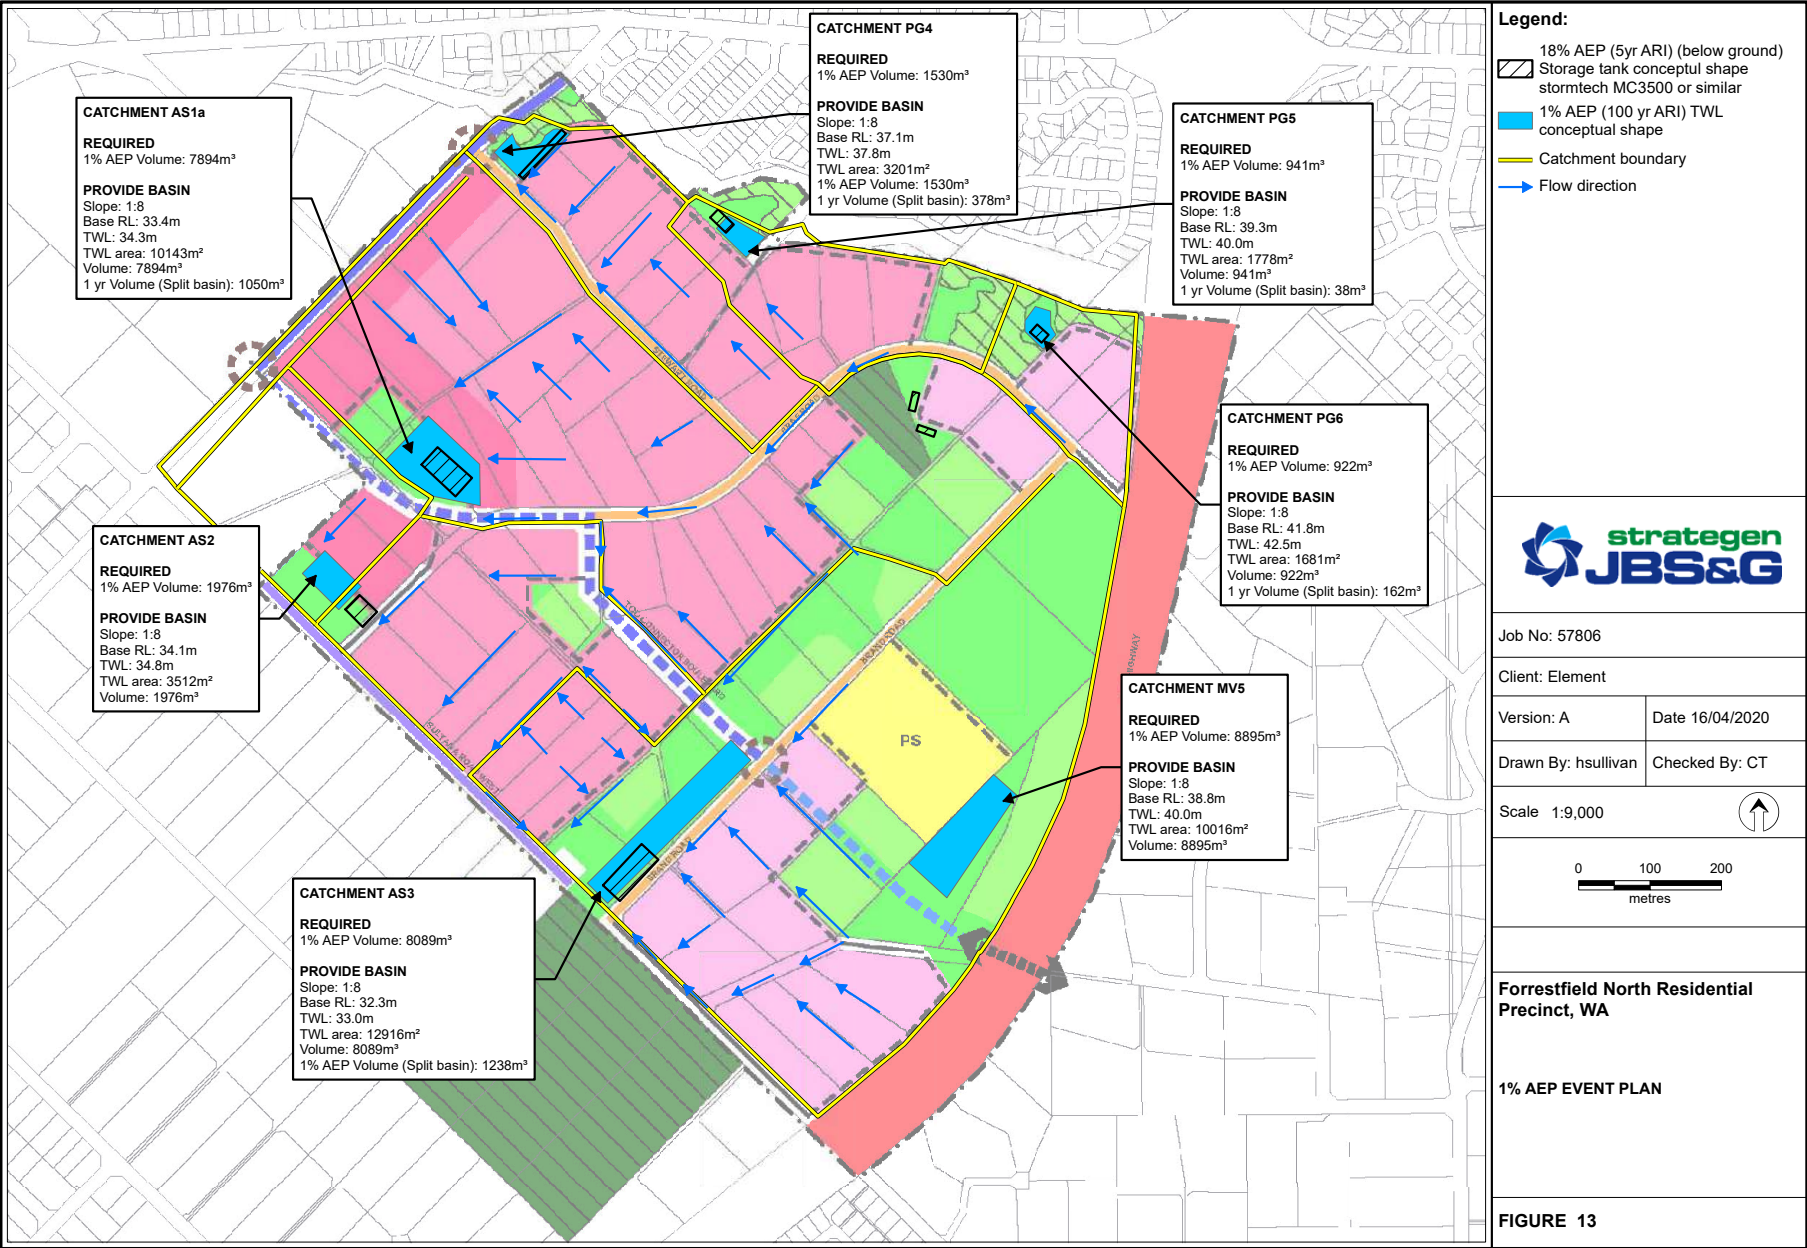 CATCHMENT PG4
REQUIRED
1% AEP Volume: 1530m³
PROVIDE BASIN
Slope: 1:8
Base RL: 37.1m
TWL: 37.8m
TWL area: 3201m²
1% AEP Volume: 1530m³
1 yr Volume (Split basin): 378m³
CATCHMENT AS1a
REQUIRED
1% AEP Volume: 7894m³
PROVIDE BASIN
Slope: 1:8
Base RL: 33.4m
TWL: 34.3m
TWL area: 10143m²
Volume: 7894m³
1 yr Volume (Split basin): 1050m³
CATCHMENT PG5
REQUIRED
1% AEP Volume: 941m³
PROVIDE BASIN
Slope: 1:8
Base RL: 39.3m
TWL: 40.0m
TWL area: 1778m²
Volume: 941m³
1 yr Volume (Split basin): 38m³
CATCHMENT PG6
REQUIRED
1% AEP Volume: 922m³
PROVIDE BASIN
Slope: 1:8
Base RL: 41.8m
TWL: 42.5m
TWL area: 1681m²
Volume: 922m³
1 yr Volume (Split basin): 162m³
CATCHMENT AS2
REQUIRED
1% AEP Volume: 1976m³
PROVIDE BASIN
Slope: 1:8
Base RL: 34.1m
TWL: 34.8m
TWL area: 3512m²
Volume: 1976m³
CATCHMENT MV5
REQUIRED
1% AEP Volume: 8895m³
PROVIDE BASIN
Slope: 1:8
Base RL: 38.8m
TWL: 40.0m
TWL area: 10016m²
Volume: 8895m³
CATCHMENT AS3
REQUIRED
1% AEP Volume: 8089m³
PROVIDE BASIN
Slope: 1:8
Base RL: 32.3m
TWL: 33.0m
TWL area: 12916m²
Volume: 8089m³
1% AEP Volume (Split basin): 1238m³
STEWART ROAD
BRAE ROAD
BRAND ROAD
BRAND ROAD
SULTANA ROAD WEST
PS
Legend:
18% AEP (5yr ARI) (below ground)
Storage tank conceptul shape
stormtech MC3500 or similar
1% AEP (100 yr ARI) TWL
conceptual shape
Catchment boundary
Flow direction
strategen
JBS&G
Job No: 57806
Client: Element
Version: A
Date 16/04/2020
Drawn By: hsullivan
Checked By: CT
Scale 1:9,000
0 100 200
metres
Forrestfield North Residential
Precinct, WA
1% AEP EVENT PLAN
FIGURE 13